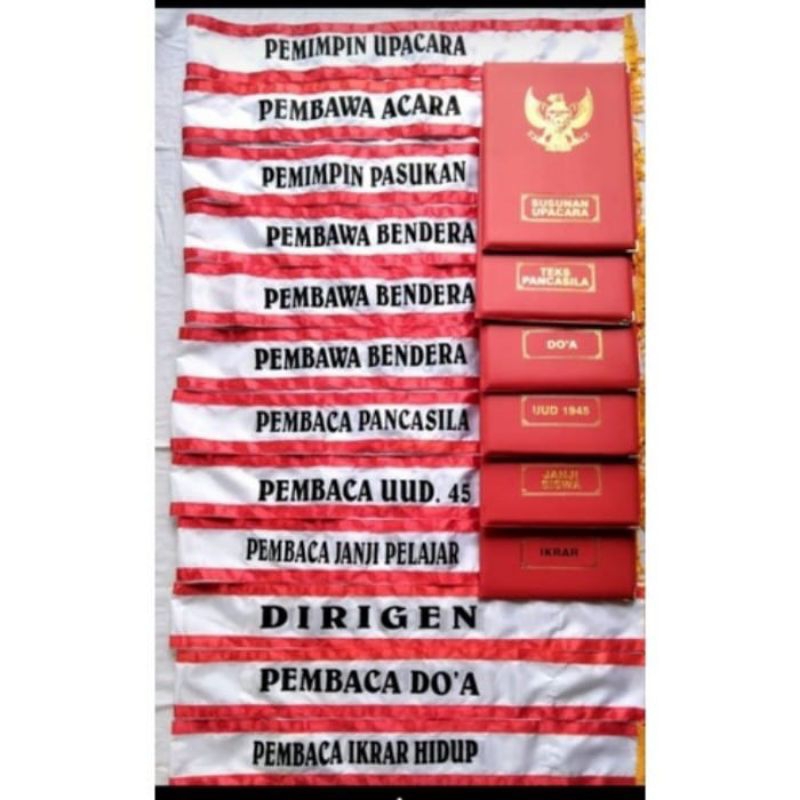 PEMIMPIN UPACARA
PEMBAWA ACARA
PEMIMPIN PASUKAN
PEMBAWA BENDERA
PEMBAWA BENDERA
PEMBAWA BENDERA
PEMBACA PANCASILA
PEMBACA UUD. 45
PEMBACA JANJI PELAJAR
DIRIGEN
PEMBACA DO'A
PEMBACA IKRAR HIDUP
SUSUNAN
UPACARA
TEKS
PANCASILA
DO'A
UUD 1945
JANJI
SISWA
IKRAR